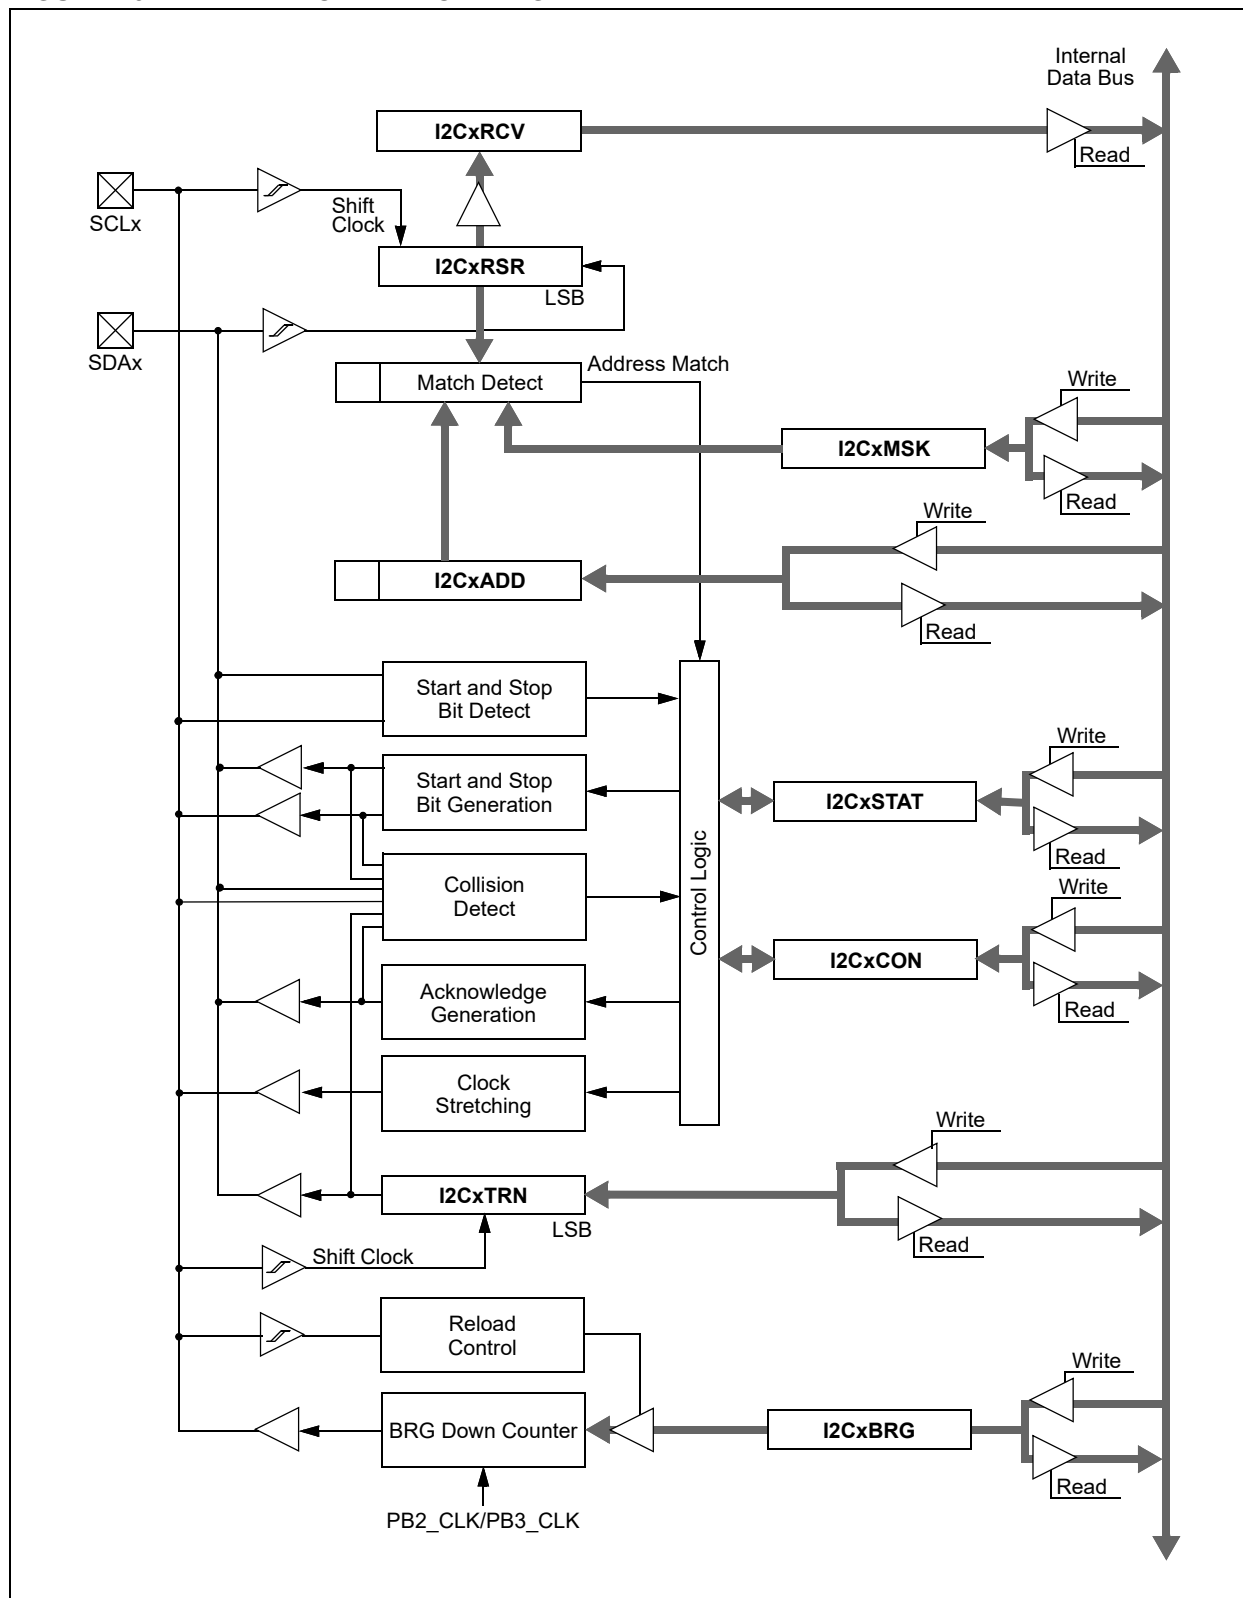 Internal
Data Bus
I2CxRCV
Read
Shift
Clock
SCLx
I2CxRSR
LSB
SDAx
Address Match
Match Detect
Write
I2CxMSK
Read
Write
I2CxADD
Read
Start and Stop
Bit Detect
Write
Start and Stop
Bit Generation
I2CxSTAT
Read
Control Logic
Collision
Detect
Write
I2CxCON
Acknowledge
Generation
Read
Clock
Stretching
Write
I2CxTRN
LSB
Read
Shift Clock
Reload
Control
Write
BRG Down Counter
I2CxBRG
Read
PB2_CLK/PB3_CLK